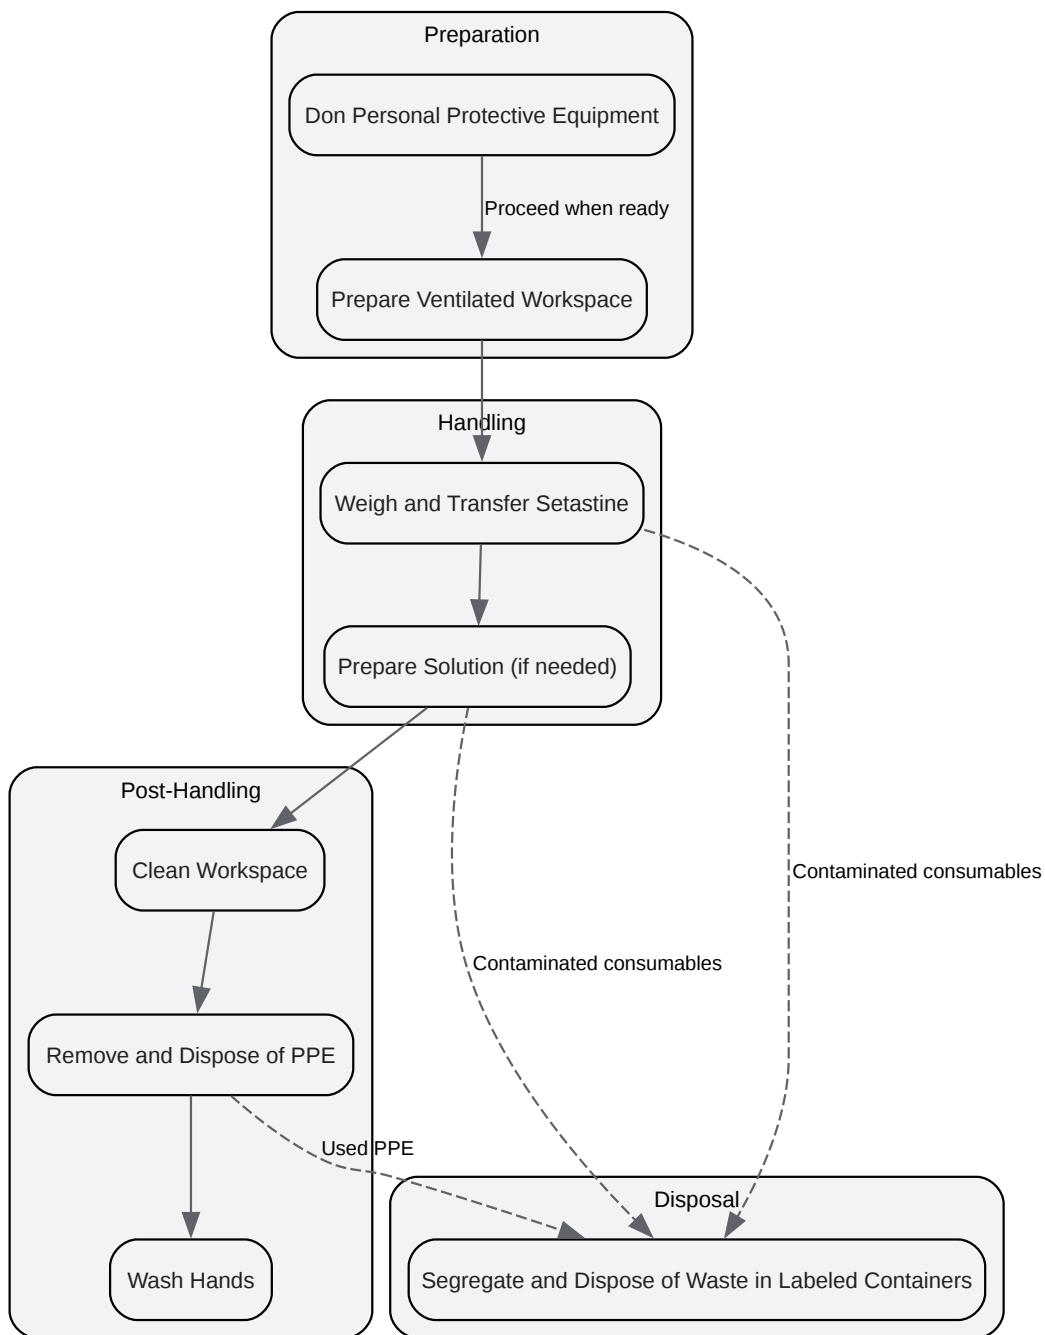 Preparation
Don Personal Protective Equipment
Proceed when ready
Prepare Ventilated Workspace
Handling
Weigh and Transfer Setastine
Prepare Solution (if needed)
Post-Handling
Clean Workspace
Contaminated consumables
Contaminated consumables
Remove and Dispose of PPE
Used PPE
Disposal
Wash Hands
Segregate and Dispose of Waste in Labeled Containers